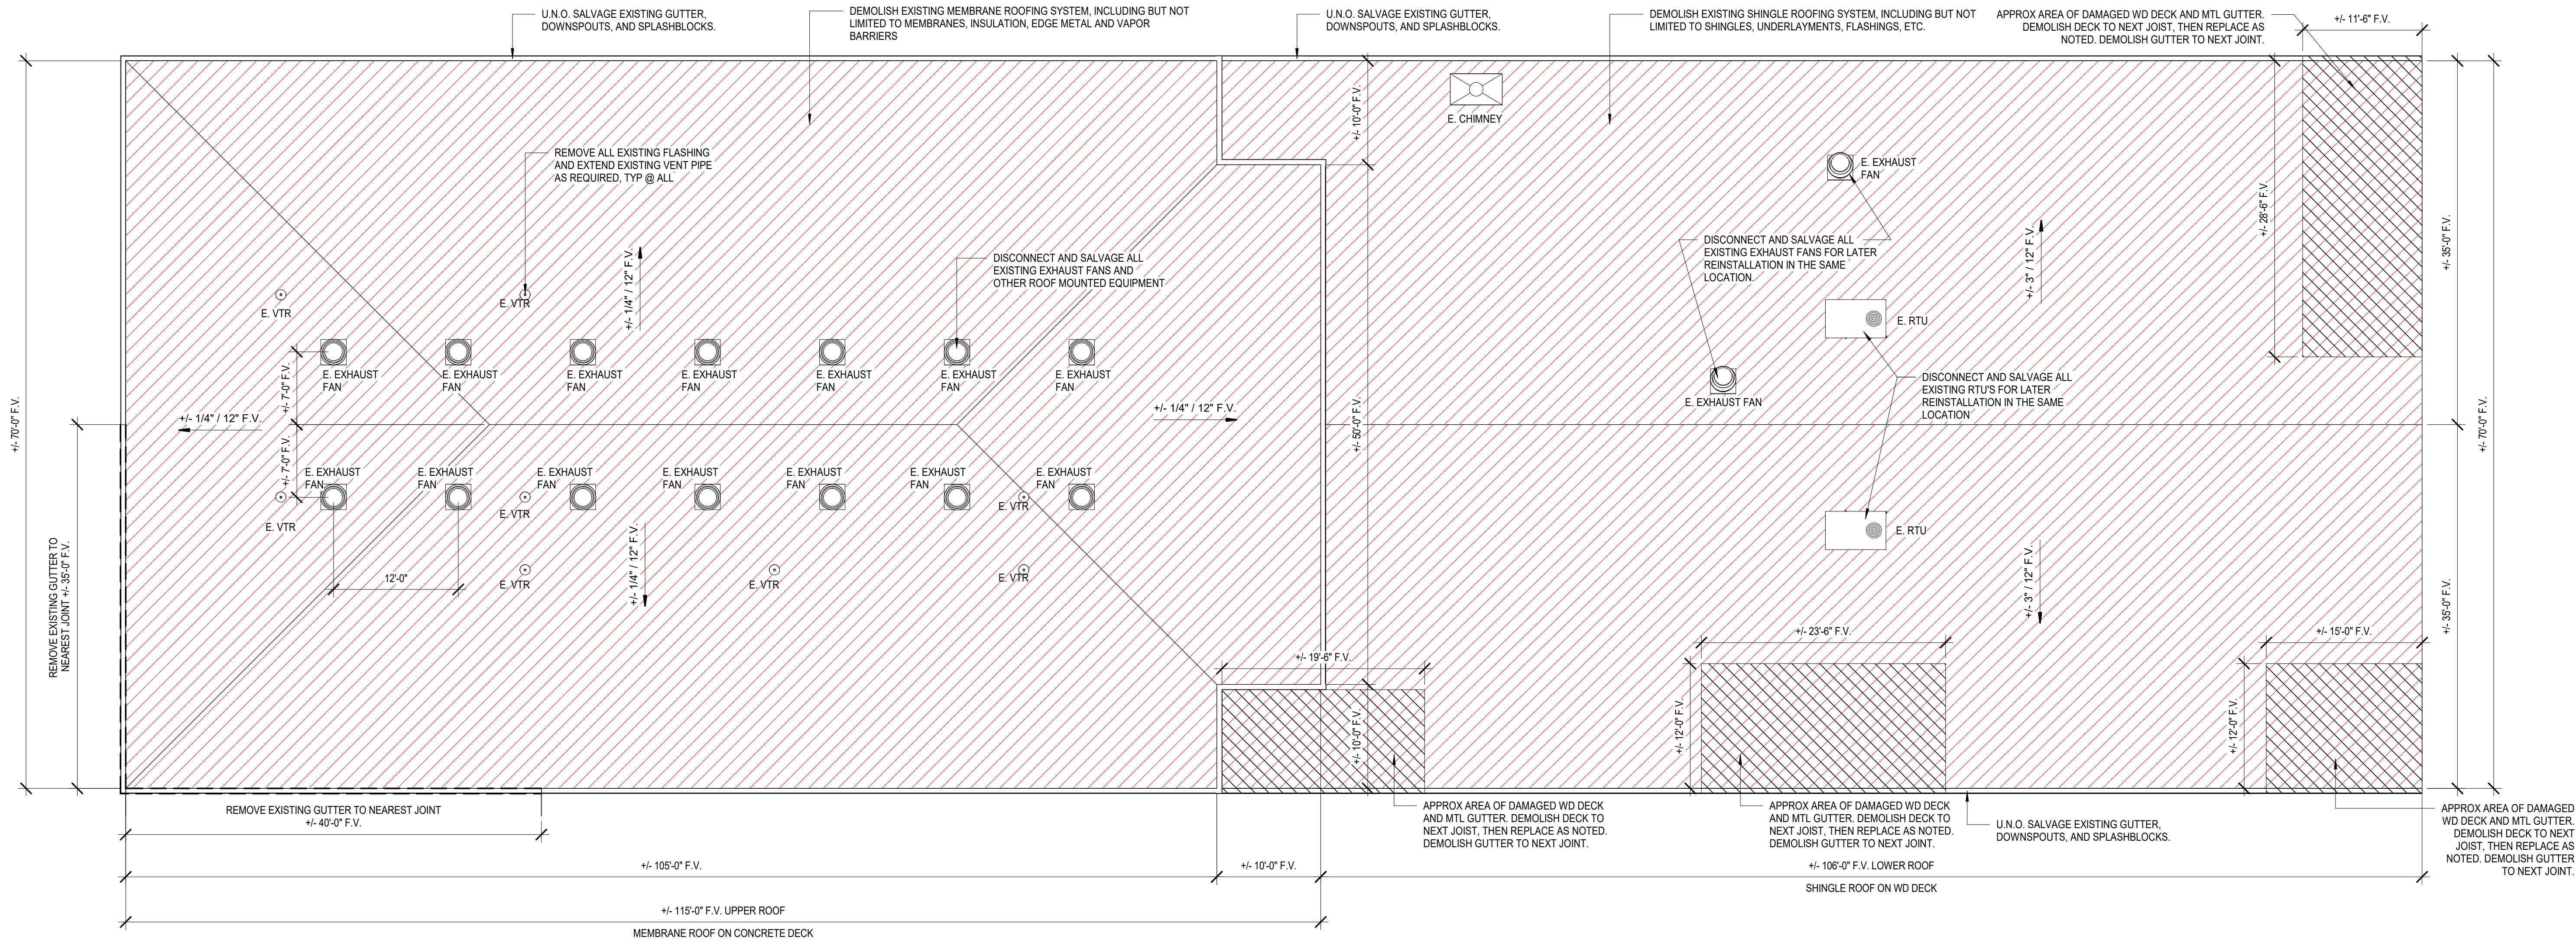 U.N.O. SALVAGE EXISTING GUTTER,
DOWNSPOUTS, AND SPLASHBLOCKS.
DEMOLISH EXISTING MEMBRANE ROOFING SYSTEM, INCLUDING BUT NOT
LIMITED TO MEMBRANES, INSULATION, EDGE METAL AND VAPOR
BARRIERS
U.N.O. SALVAGE EXISTING GUTTER,
DOWNSPOUTS, AND SPLASHBLOCKS.
DEMOLISH EXISTING SHINGLE ROOFING SYSTEM, INCLUDING BUT NOT
LIMITED TO SHINGLES, UNDERLAYMENTS, FLASHINGS, ETC.
APPROX AREA OF DAMAGED WD DECK AND MTL GUTTER.
DEMOLISH DECK TO NEXT JOIST, THEN REPLACE AS
NOTED. DEMOLISH GUTTER TO NEXT JOINT.
+/- 11'-6" F.V.
+/- 10'-0" F.V.
E. CHIMNEY
REMOVE ALL EXISTING FLASHING
AND EXTEND EXISTING VENT PIPE
AS REQUIRED, TYP @ ALL
E. EXHAUST
FAN
+/- 28'-6" F.V.
+/- 35'-0" F.V.
DISCONNECT AND SALVAGE ALL
EXISTING EXHAUST FANS AND
OTHER ROOF MOUNTED EQUIPMENT
DISCONNECT AND SALVAGE ALL
EXISTING EXHAUST FANS FOR LATER
REINSTALLATION IN THE SAME
LOCATION.
+/- 1/4" / 12" F.V.
+/- 3" / 12" F.V.
E. VTR
E. VTR
E. RTU
E. EXHAUST
FAN
E. EXHAUST
FAN
E. EXHAUST
FAN
E. EXHAUST
FAN
E. EXHAUST
FAN
E. EXHAUST
FAN
E. EXHAUST
FAN
E. EXHAUST FAN
DISCONNECT AND SALVAGE ALL
EXISTING RTU'S FOR LATER
REINSTALLATION IN THE SAME
LOCATION
+/- 70'-0" F.V.
+/- 7'-0" F.V.
+/- 1/4" / 12" F.V.
+/- 1/4" / 12" F.V.
+/- 50'-0" F.V.
+/- 70'-0" F.V.
+/- 7'-0" F.V.
E. EXHAUST
FAN
E. EXHAUST
FAN
E. EXHAUST
FAN
E. EXHAUST
FAN
E. EXHAUST
FAN
E. EXHAUST
FAN
E. EXHAUST
FAN
E. VTR
E. VTR
E. VTR
E. RTU
REMOVE EXISTING GUTTER TO
NEAREST JOINT +/- 35'-0" F.V.
12'-0"
E. VTR
E. VTR
E. VTR
+/- 1/4" / 12" F.V.
+/- 3" / 12" F.V.
+/- 35'-0" F.V.
+/- 19'-6" F.V.
+/- 23'-6" F.V.
+/- 15'-0" F.V.
+/- 10'-0" F.V.
+/- 12'-0" F.V.
+/- 12'-0" F.V.
REMOVE EXISTING GUTTER TO NEAREST JOINT
+/- 40'-0" F.V.
APPROX AREA OF DAMAGED WD DECK
AND MTL GUTTER. DEMOLISH DECK TO
NEXT JOIST, THEN REPLACE AS NOTED.
DEMOLISH GUTTER TO NEXT JOINT.
APPROX AREA OF DAMAGED WD DECK
AND MTL GUTTER. DEMOLISH DECK TO
NEXT JOIST, THEN REPLACE AS NOTED.
DEMOLISH GUTTER TO NEXT JOINT.
U.N.O. SALVAGE EXISTING GUTTER,
DOWNSPOUTS, AND SPLASHBLOCKS.
APPROX AREA OF DAMAGED
WD DECK AND MTL GUTTER.
DEMOLISH DECK TO NEXT
JOIST, THEN REPLACE AS
NOTED. DEMOLISH GUTTER
TO NEXT JOINT.
+/- 105'-0" F.V.
+/- 10'-0" F.V.
+/- 106'-0" F.V. LOWER ROOF
SHINGLE ROOF ON WD DECK
+/- 115'-0" F.V. UPPER ROOF
MEMBRANE ROOF ON CONCRETE DECK